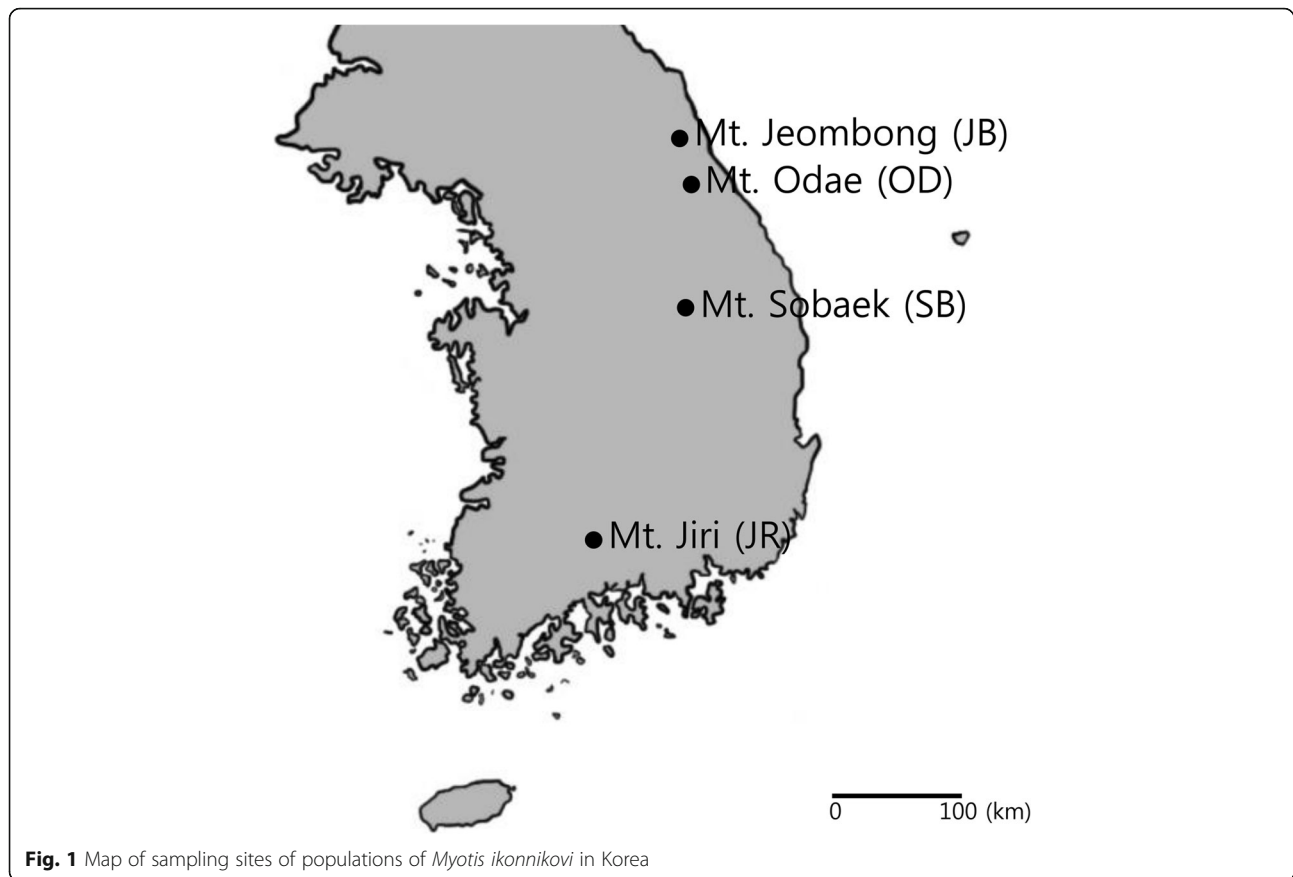 Mt. Jeombong (JB)
Mt. Odae (OD)
Mt. Sobaek (SB)
Mt. Jiri (JR)
0 100 (km)
Fig. 1 Map of sampling sites of populations of Myotis ikonnikovi in Korea